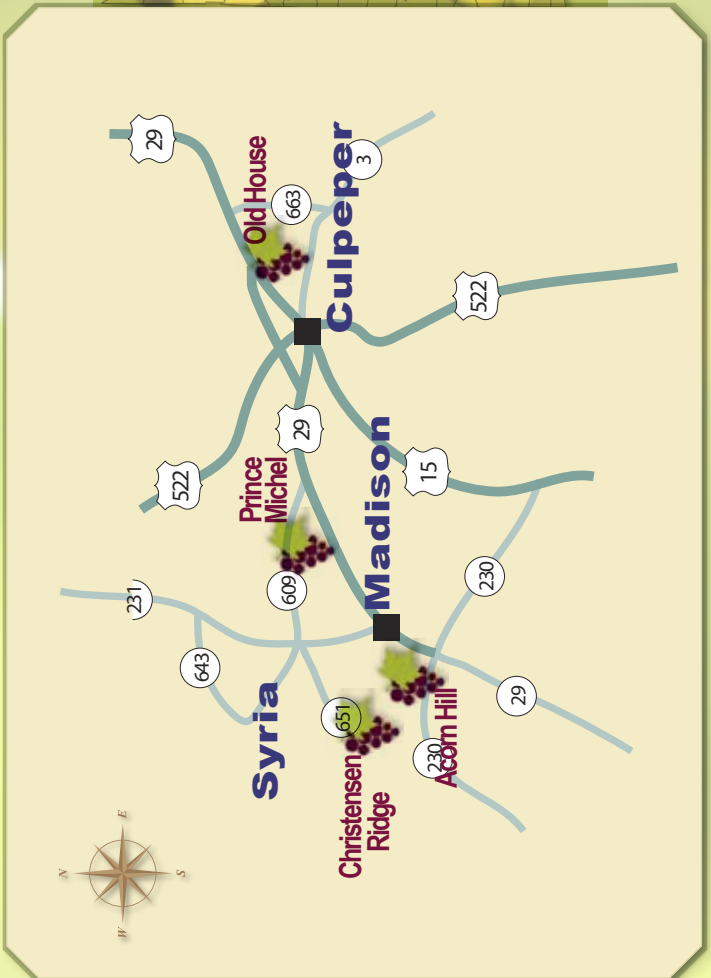 N
W
E
S
231
522
29
643
Syria
609
Prince
Michel
29
Old House
663
651
Christensen
Ridge
Madison
Culpeper
3
230
Acorn Hill
15
522
230
29